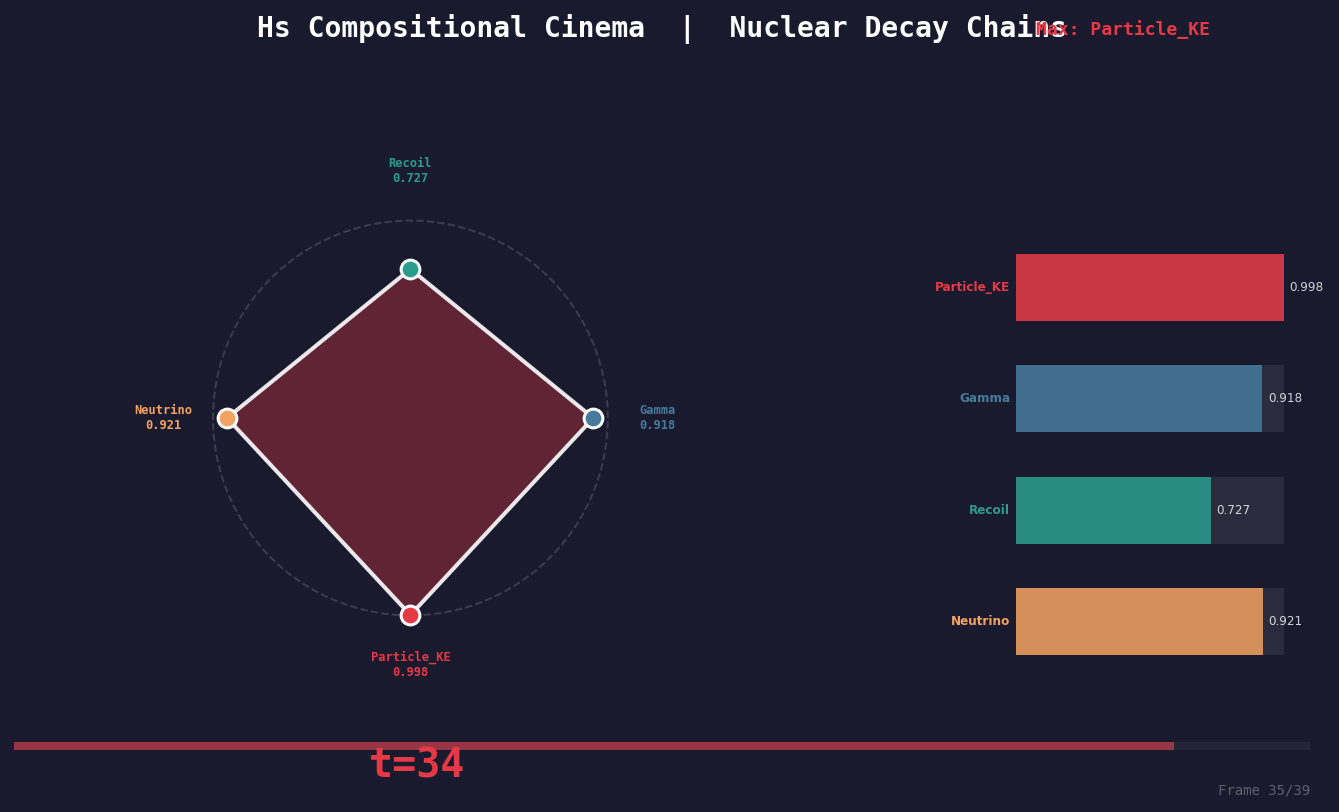 Hs Compositional Cinema | Nuclear Decay Chains
Max: Particle_KE
Recoil
0.727
Neutrino
0.921
Gamma
0.918
Particle_KE
0.998
Particle_KE 0.998
Gamma 0.918
Recoil 0.727
Neutrino 0.921
t=34
Frame 35/39